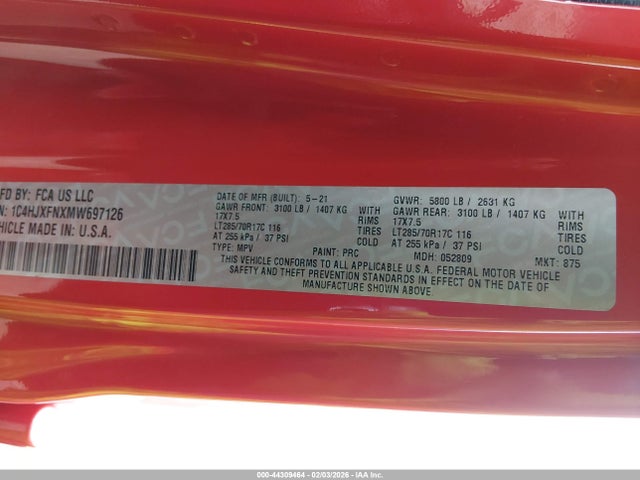 FD BY: FCA US LLC
N: 1C4HJXFNXMW697126
VEHICLE MADE IN: U.S.A.
DATE OF MFR (BUILT): 5-21
GAWR FRONT: 3100 LB / 1407 KG WITH
17X7.5 RIMS
LT285/70R17C 116 TIRES
AT 255 kPa / 37 PSI COLD
TYPE: MPV PAINT: PRC
GVWR: 5800 LB / 2631 KG
GAWR REAR: 3100 LB / 1407 KG WITH
17X7.5 RIMS
LT285/70R17C 116 TIRES
AT 255 kPa / 37 PSI COLD
MDH: 052809 MKT: 875
THIS VEHICLE CONFORMS TO ALL APPLICABLE U.S.A. FEDERAL MOTOR VEHICLE
SAFETY AND THEFT PREVENTION STANDARDS IN EFFECT ON THE DATE OF
MANUFACTURE SHOWN ABOVE.
000-44309464 - 02/03/2026 - IAA Inc.